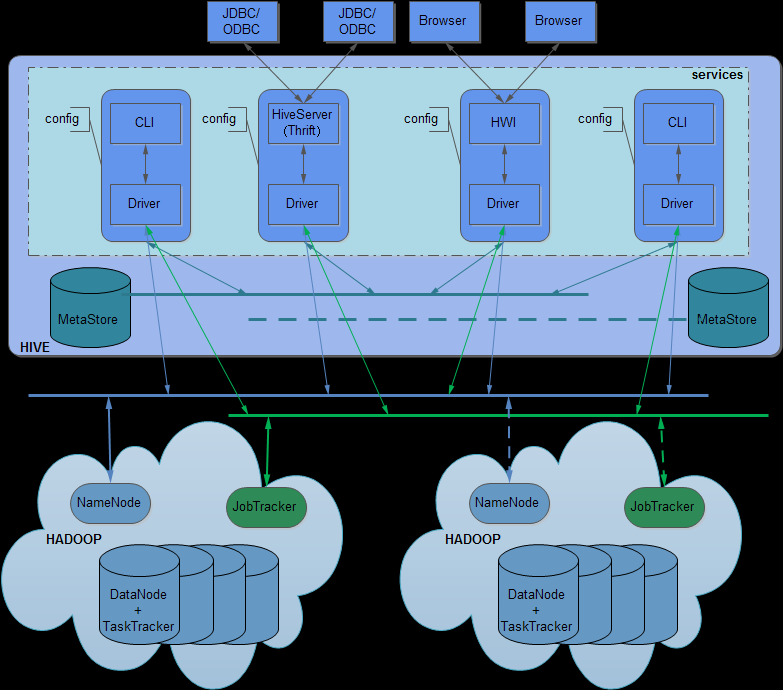 JDBC/
ODBC
JDBC/
ODBC
Browser
Browser
services
config
CLI
config
HiveServer
(Thrift)
config
HWI
config
CLI
Driver
Driver
Driver
Driver
MetaStore
MetaStore
HIVE
NameNode
JobTracker
HADOOP
DataNode
+
TaskTracker
NameNode
JobTracker
HADOOP
DataNode
+
TaskTracker